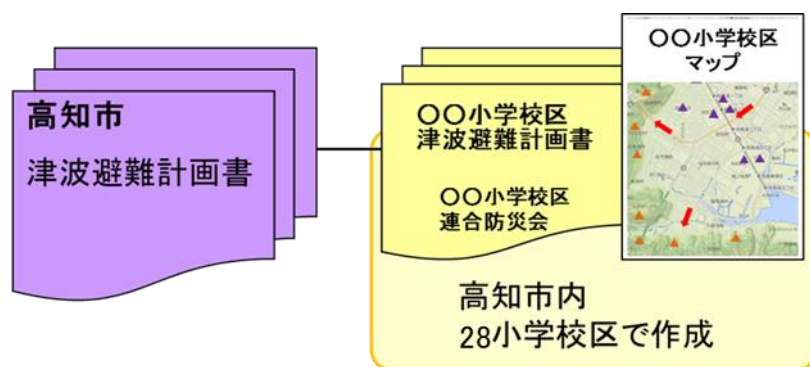 高知市
津波避難計画書
〇〇小学校区
津波避難計画書
〇〇小学校区
連合防災会
〇〇小学校区
マップ
高知市内
28小学校区で作成